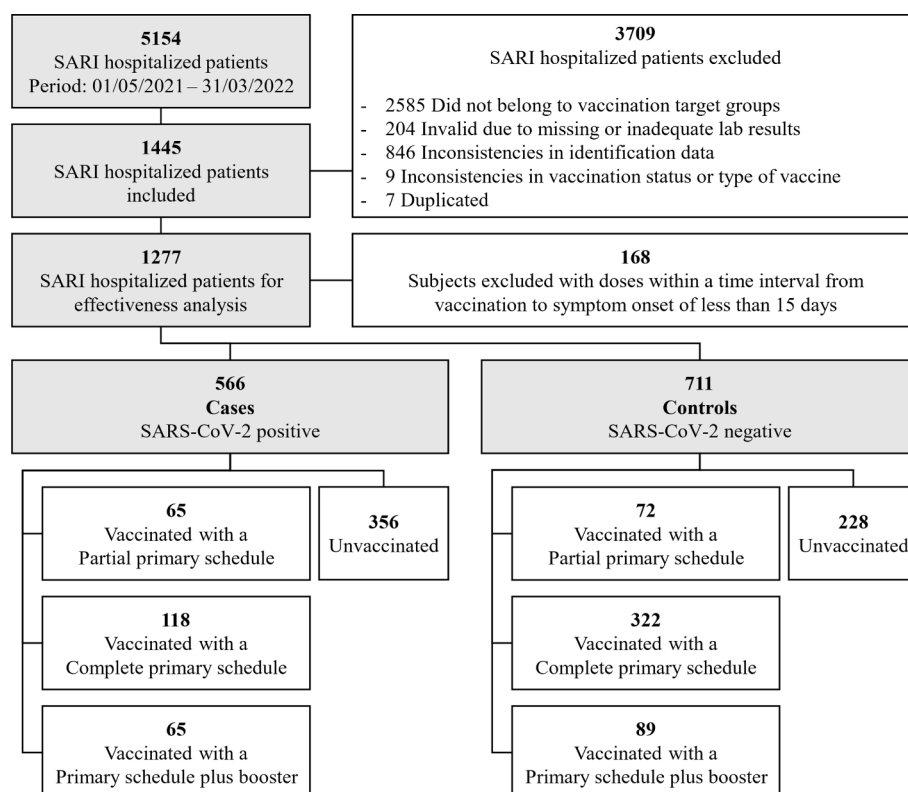 5154
SARI hospitalized patients
Period: 01/05/2021 – 31/03/2022
3709
SARI hospitalized patients excluded
- 2585 Did not belong to vaccination target groups
- 204 Invalid due to missing or inadequate lab results
- 846 Inconsistencies in identification data
- 9 Inconsistencies in vaccination status or type of vaccine
- 7 Duplicated
1445
SARI hospitalized patients
included
1277
SARI hospitalized patients for
effectiveness analysis
168
Subjects excluded with doses within a time interval from
vaccination to symptom onset of less than 15 days
566
Cases
SARS-CoV-2 positive
711
Controls
SARS-CoV-2 negative
65
Vaccinated with a
Partial primary schedule
356
Unvaccinated
72
Vaccinated with a
Partial primary schedule
228
Unvaccinated
118
Vaccinated with a
Complete primary schedule
322
Vaccinated with a
Complete primary schedule
65
Vaccinated with a
Primary schedule plus booster
89
Vaccinated with a
Primary schedule plus booster